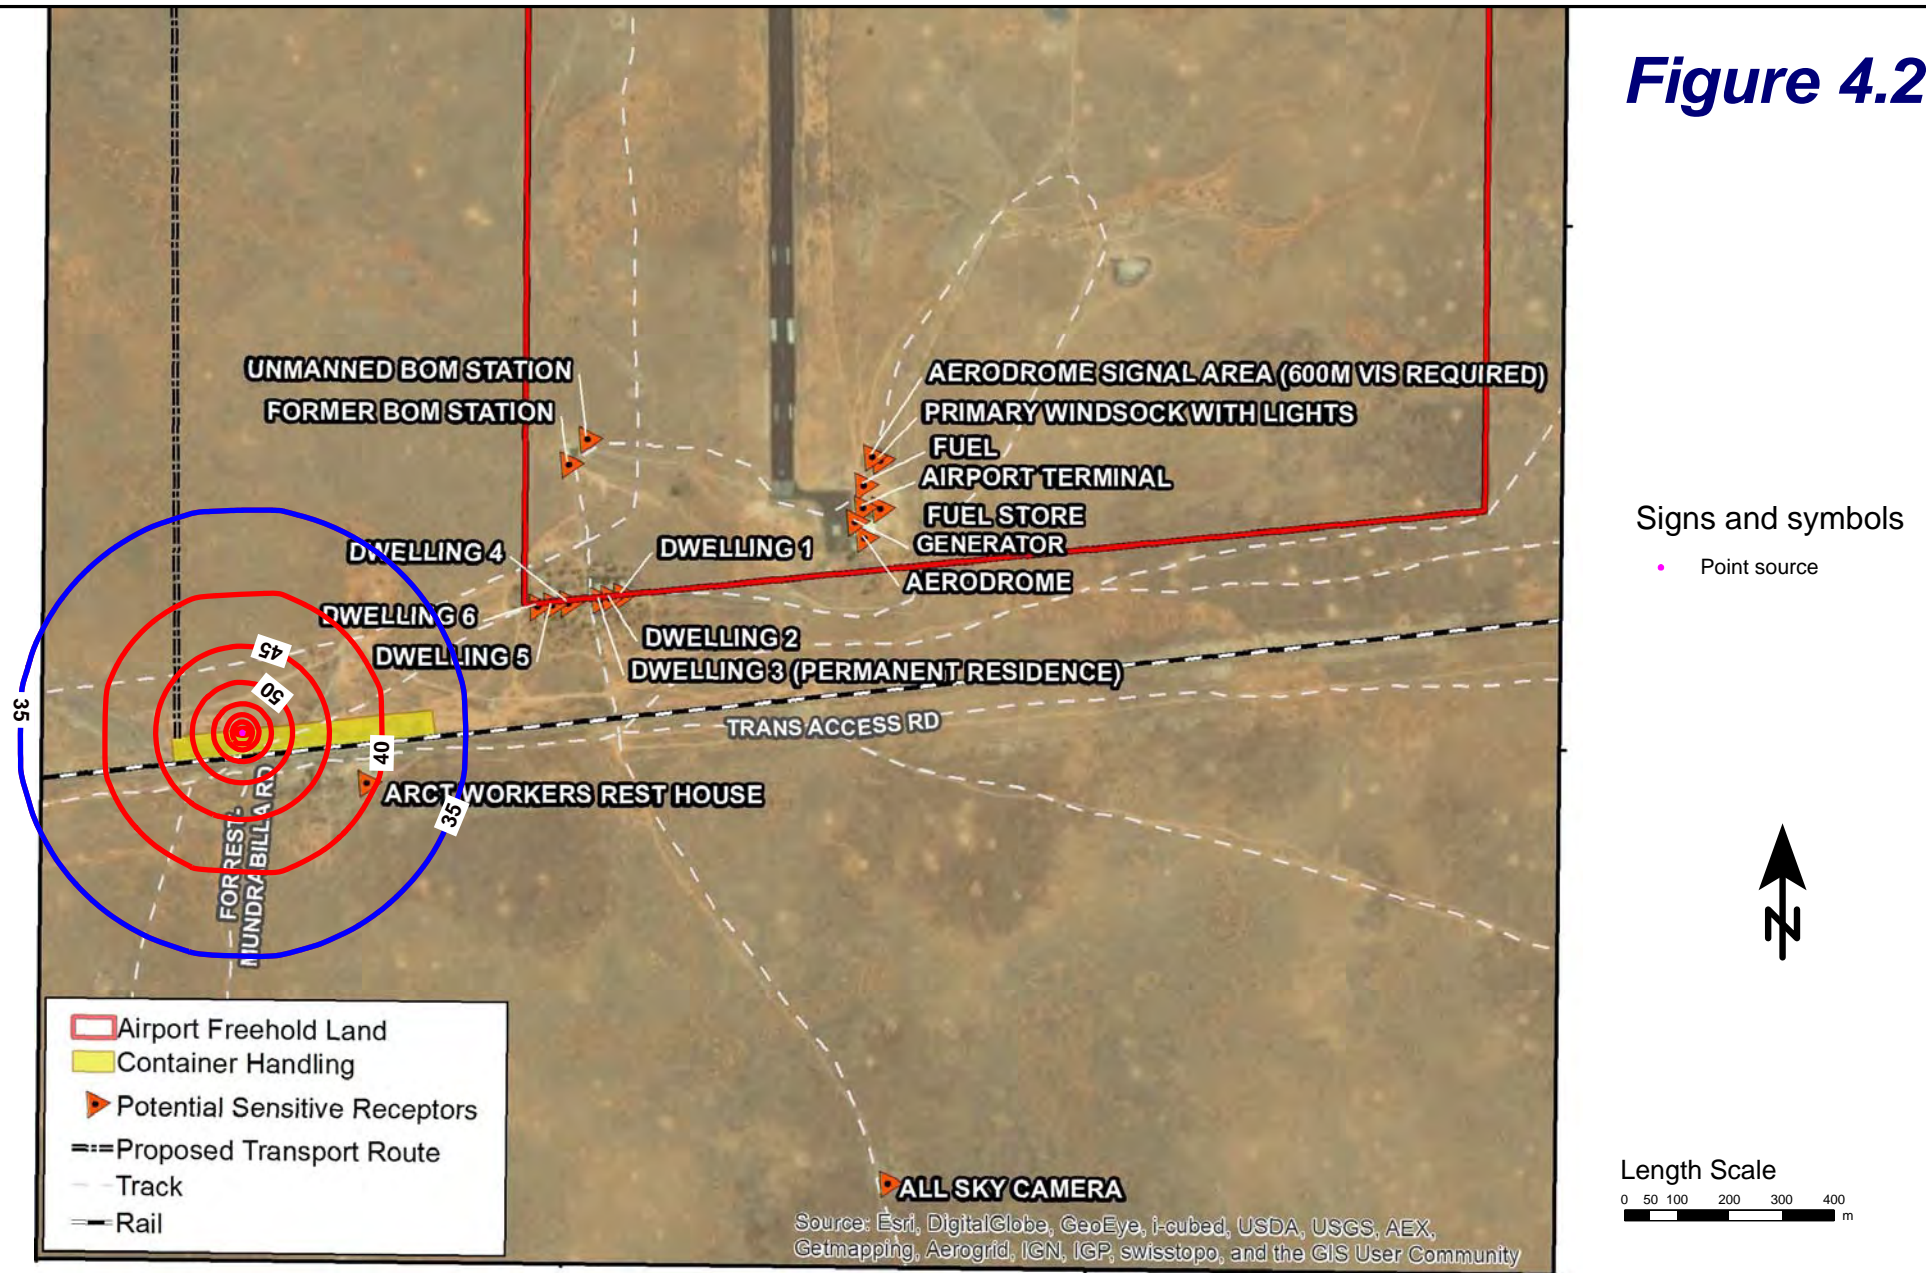 Figure 4.2
UNMANNED BOM STATION
FORMER BOM STATION
AERODROME SIGNAL AREA (600M VIS REQUIRED)
PRIMARY WINDSOCK WITH LIGHTS
FUEL
AIRPORT TERMINAL
FUEL STORE
GENERATOR
AERODROME
DWELLING 4
DWELLING 1
DWELLING 6
DWELLING 5
DWELLING 2
DWELLING 3 (PERMANENT RESIDENCE)
TRANS ACCESS RD
ARCT WORKERS REST HOUSE
FORREST-
MUNDRABILLA RD
45
50
35
40
35
ALL SKY CAMERA
Signs and symbols
Point source
N
Airport Freehold Land
Container Handling
Potential Sensitive Receptors
Proposed Transport Route
Track
Rail
Source: Esri, DigitalGlobe, GeoEye, i-cubed, USDA, USGS, AEX,
Getmapping, Aerogrid, IGN, IGP, swisstopo, and the GIS User Community
Length Scale
0 50 100 200 300 400
m